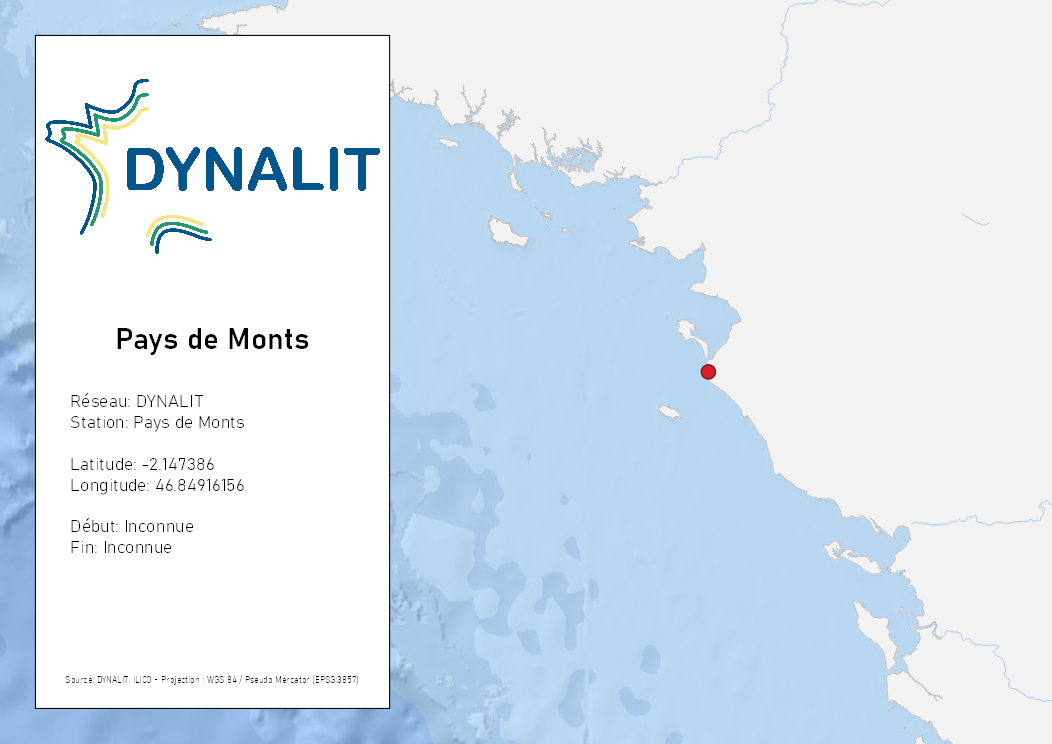 DYNALIT
Pays de Monts
Réseau: DYNALIT
Station: Pays de Monts
Latitude: -2.147386
Longitude: 46.84916156
Début: Inconnue
Fin: Inconnue
Source: DYNALIT, ILICO - Projection : WGS 84 / Pseudo Mercator (EPSG:3857)